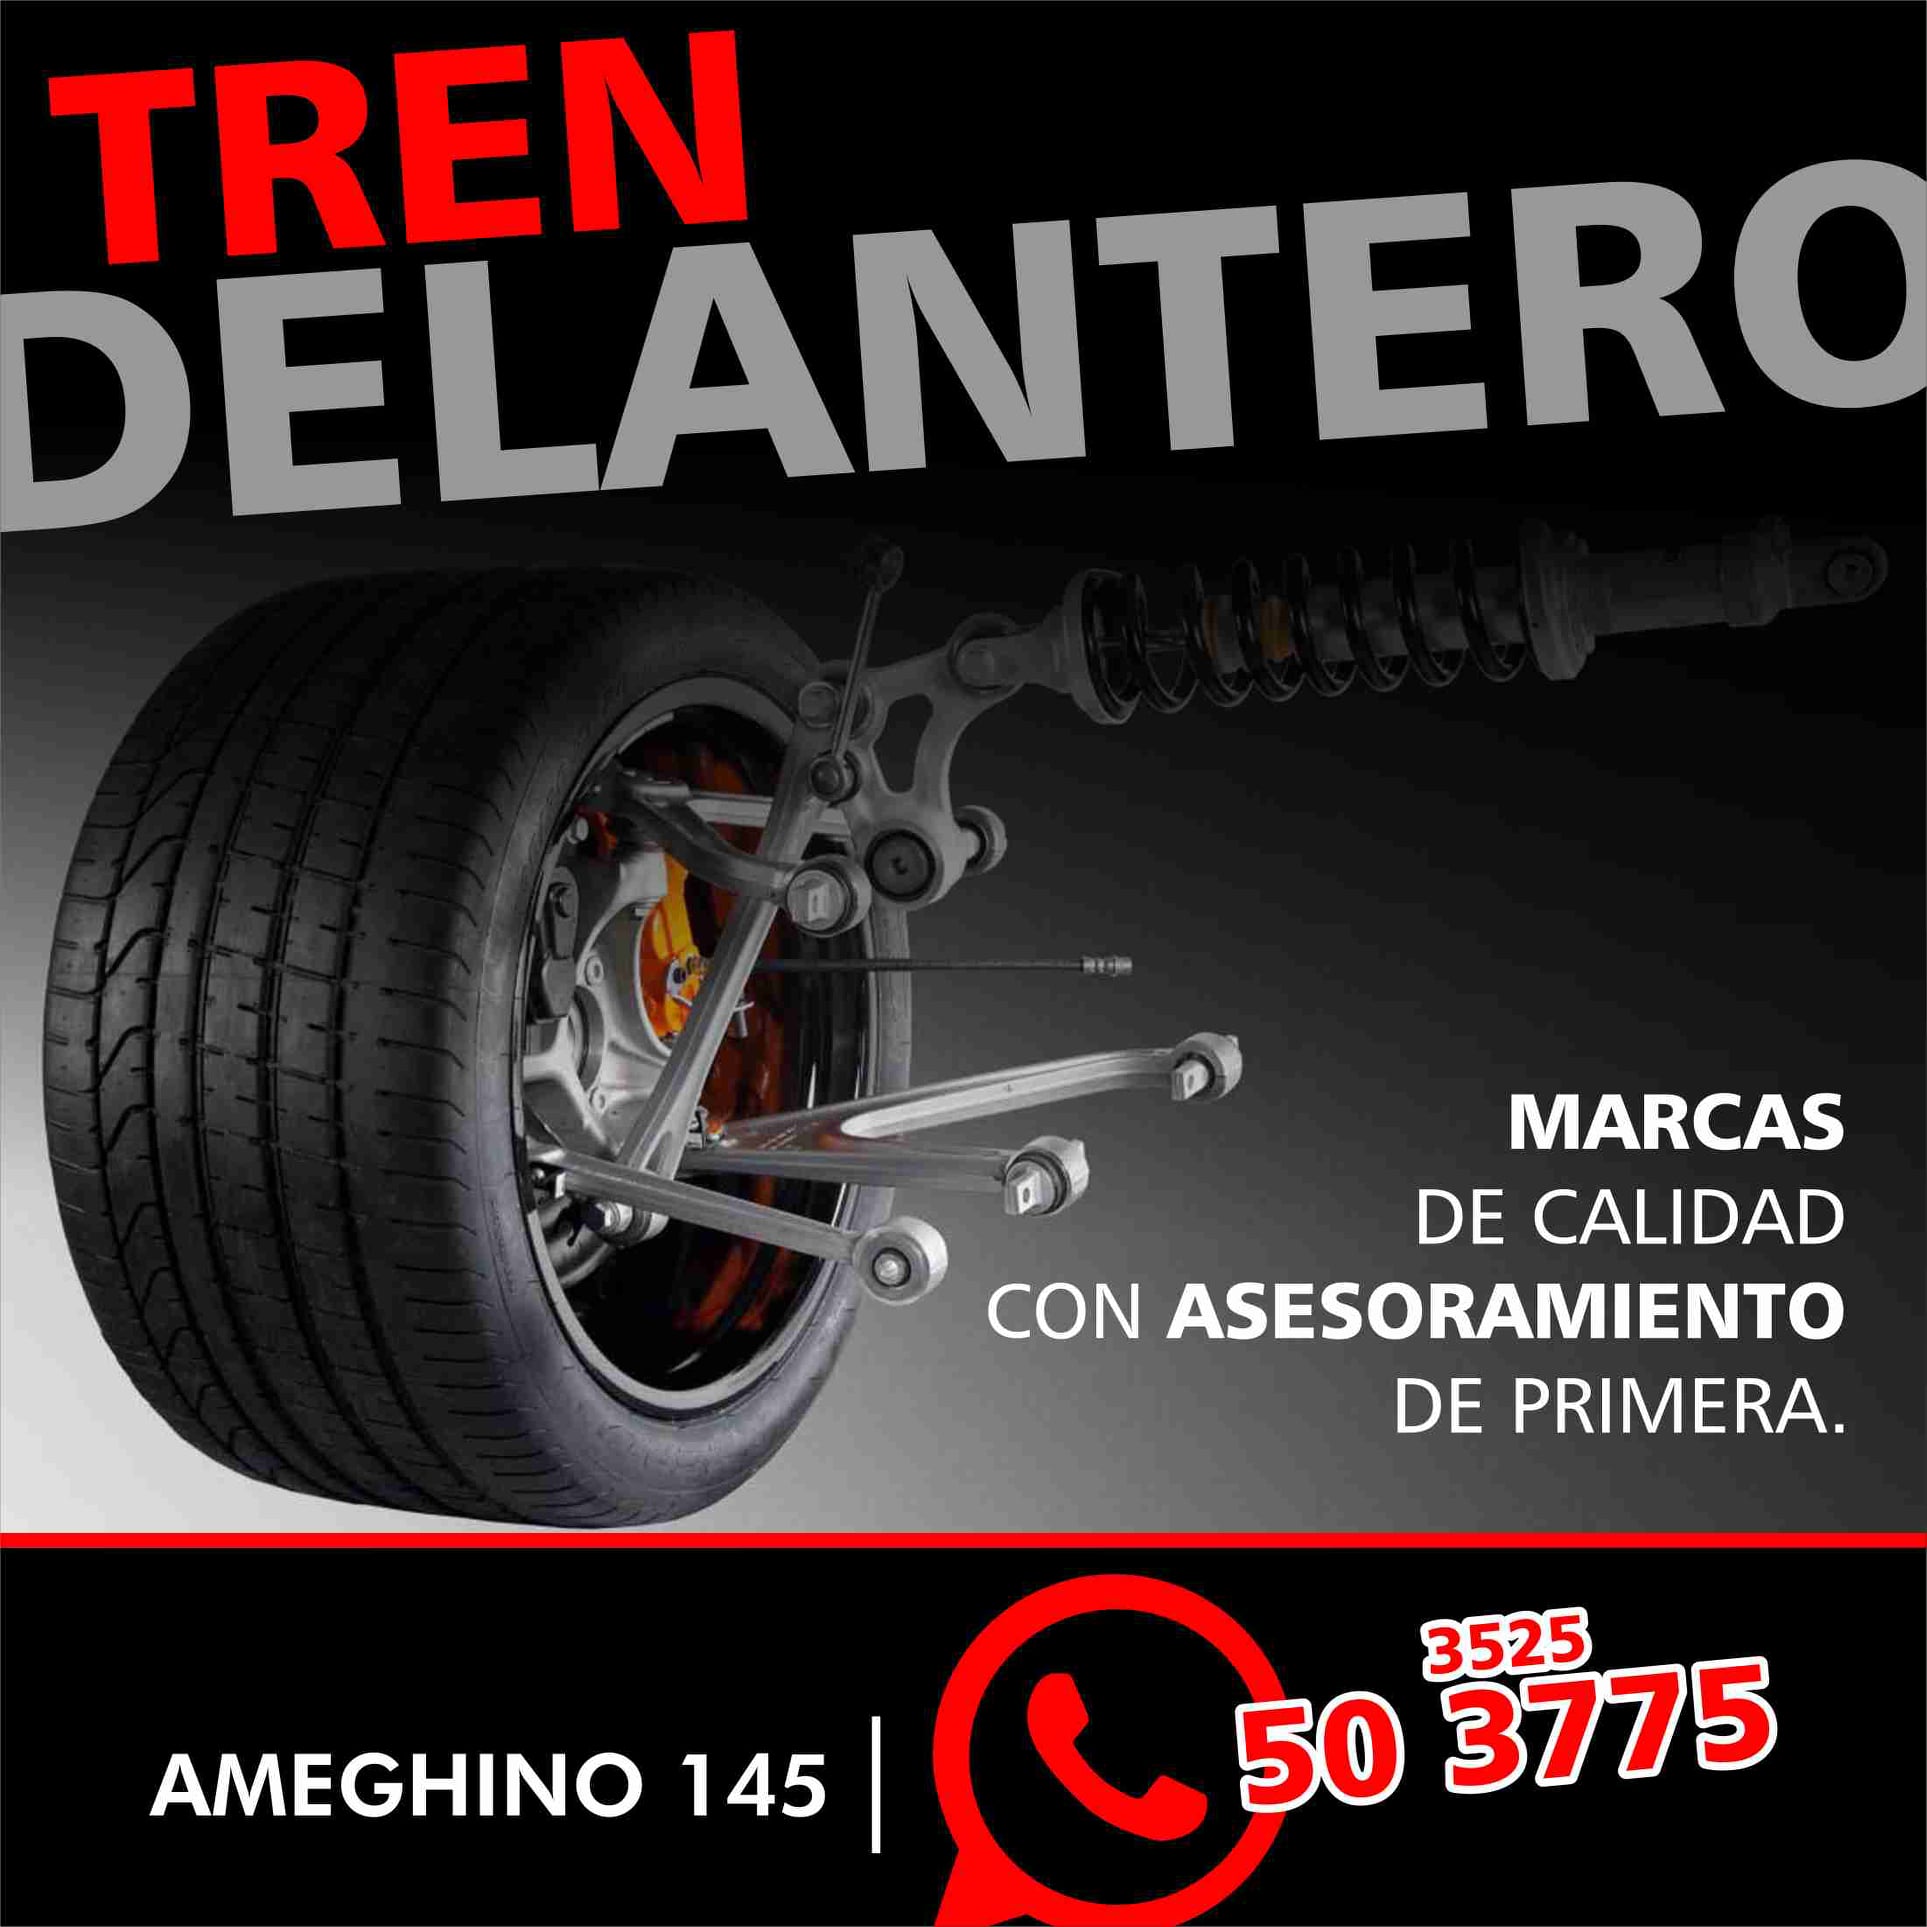 TREN
DELANTERO
MARCAS
DE CALIDAD
CON ASESORAMIENTO
DE PRIMERA.
AMEGHINO 145
3525
50 3775